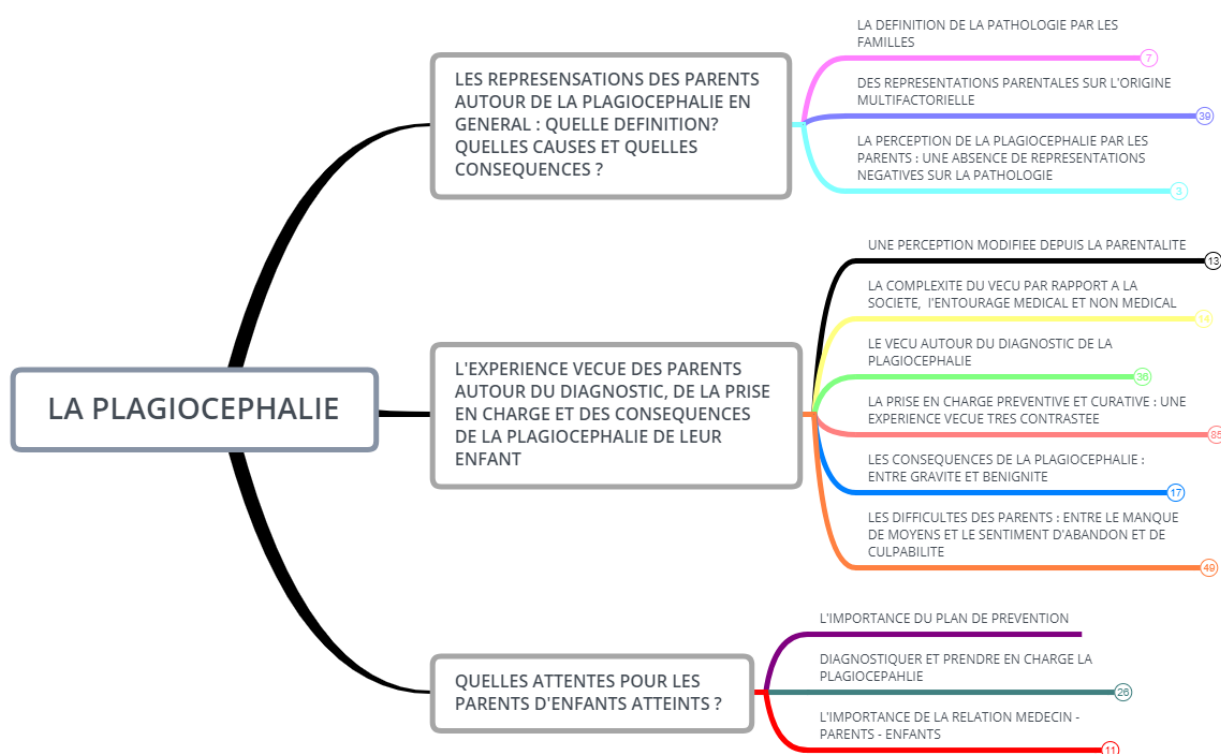 LA PLAGIOCEPHALIE
LES REPRESENSATIONS DES PARENTS
AUTOUR DE LA PLAGIOCEPHALIE EN
GENERAL : QUELLE DEFINITION?
QUELLES CAUSES ET QUELLES
CONSEQUENCES ?
LA DEFINITION DE LA PATHOLOGIE PAR LES
FAMILLES
7
DES REPRESENTATIONS PARENTALES SUR L'ORIGINE
MULTIFACTORIELLE
39
LA PERCEPTION DE LA PLAGIOCEPHALIE PAR LES
PARENTS : UNE ABSENCE DE REPRESENTATIONS
NEGATIVES SUR LA PATHOLOGIE
3
L'EXPERIENCE VECUE DES PARENTS
AUTOUR DU DIAGNOSTIC, DE LA PRISE
EN CHARGE ET DES CONSEQUENCES
DE LA PLAGIOCEPHALIE DE LEUR
ENFANT
UNE PERCEPTION MODIFIEE DEPUIS LA PARENTALITE
13
LA COMPLEXITE DU VECU PAR RAPPORT A LA
SOCIETE, l'ENTOURAGE MEDICAL ET NON MEDICAL
LE VECU AUTOUR DU DIAGNOSTIC DE LA
PLAGIOCEPHALIE
36
LA PRISE EN CHARGE PREVENTIVE ET CURATIVE : UNE
EXPERIENCE VECUE TRES CONTRASTEE
85
LES CONSEQUENCES DE LA PLAGIOCEPHALIE :
ENTRE GRAVITE ET BENIGNITE
17
LES DIFFICULTES DES PARENTS : ENTRE LE MANQUE
DE MOYENS ET LE SENTIMENT D'ABANDON ET DE
CULPABILITE
49
QUELLES ATTENTES POUR LES
PARENTS D'ENFANTS ATTEINTS ?
L'IMPORTANCE DU PLAN DE PREVENTION
DIAGNOSTIQUER ET PRENDRE EN CHARGE LA
PLAGIOCEPAHLIE
26
L'IMPORTANCE DE LA RELATION MEDECIN -
PARENTS - ENFANTS
11